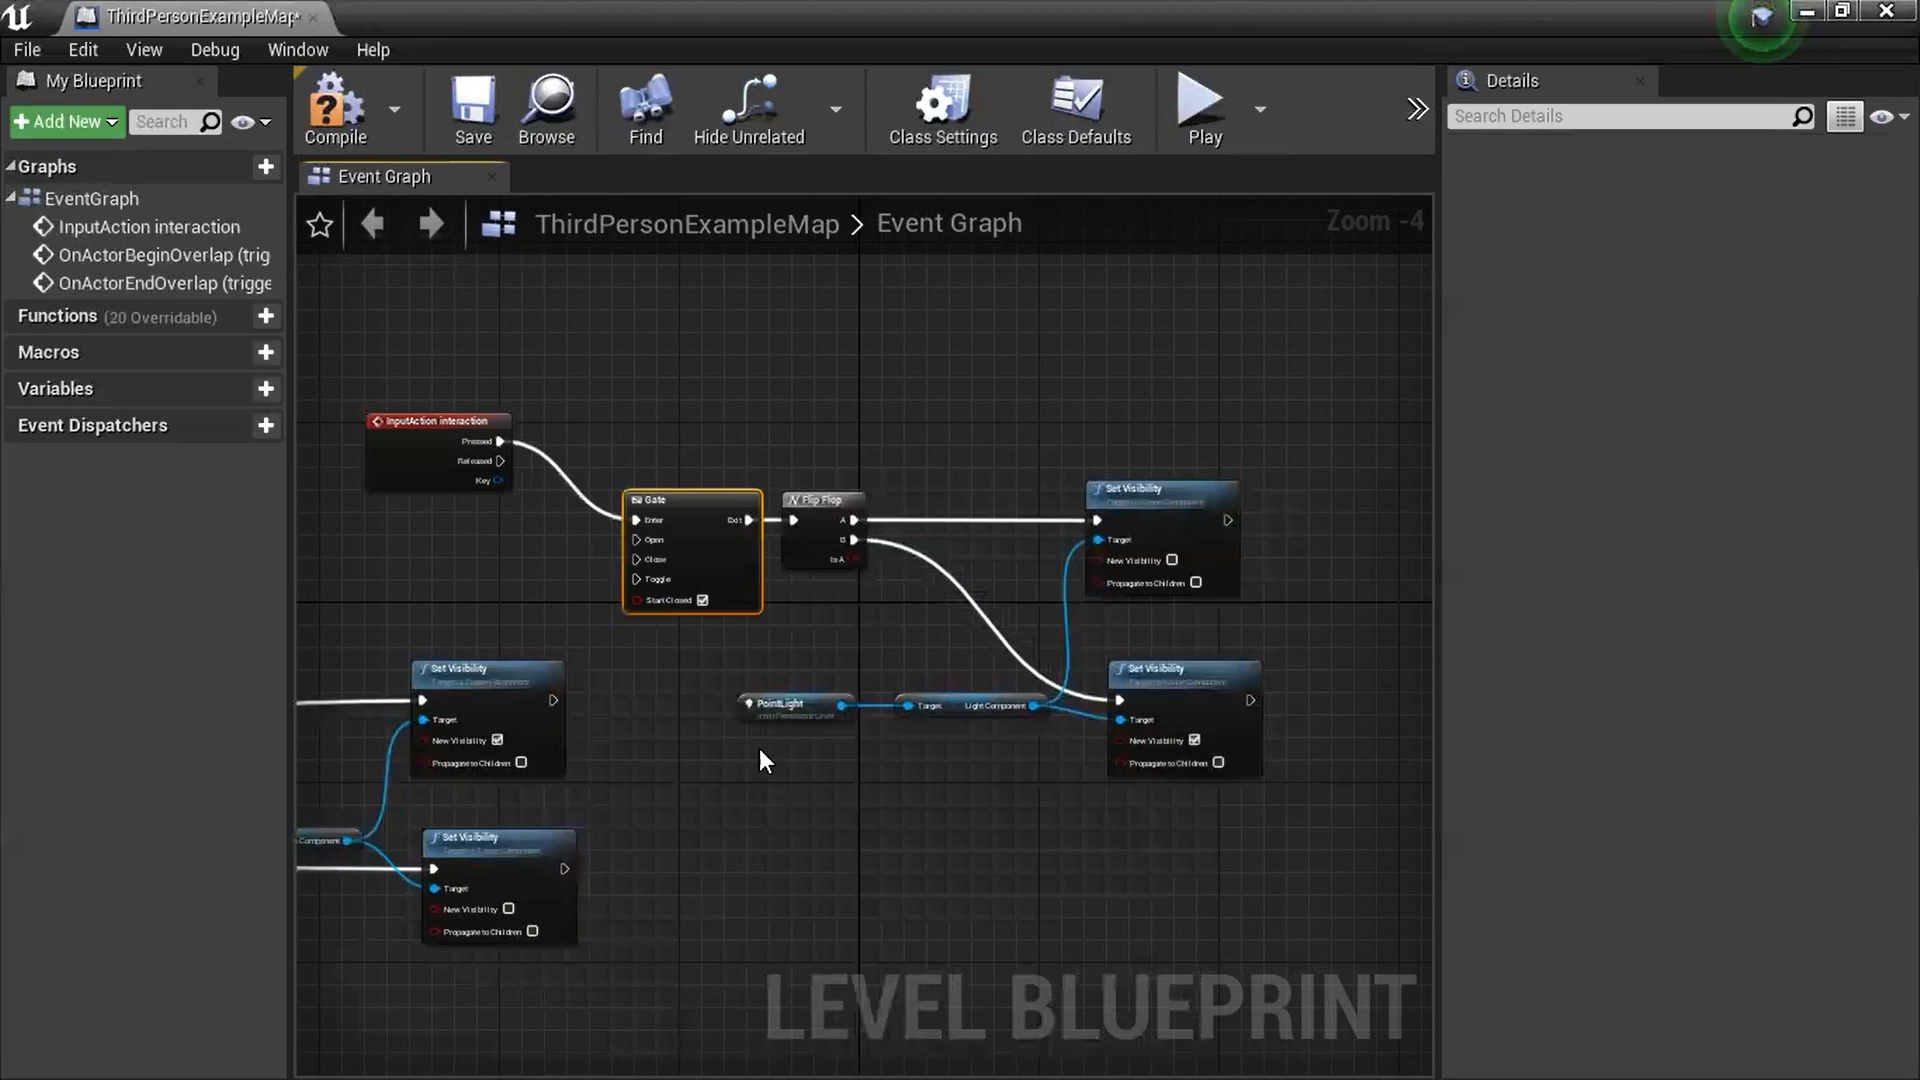 ThirdPersonExampleMap*
File Edit View Debug Window Help
My Blueprint
Details
Add New
Search
Compile
Save
Browse
Find
Hide Unrelated
Class Settings
Class Defaults
Play
Search Details
Graphs
EventGraph
InputAction interaction
OnActorBeginOverlap (trig
OnActorEndOverlap (trigge
Functions (20 Overridable)
Macros
Variables
Event Dispatchers
Event Graph
ThirdPersonExampleMap > Event Graph
Zoom -4
InputAction interaction
Pressed
Released
Key
Gate
Enter
Exit
Open
Close
Toggle
Start Closed
Flip Flop
A
B
Is A
Set Visibility
Target
New Visibility
Propagate to Children
Set Visibility
Target
New Visibility
Propagate to Children
PointLight
Target
Light Component
Set Visibility
Target
New Visibility
Propagate to Children
Component
Set Visibility
Target
New Visibility
Propagate to Children
LEVEL BLUEPRINT